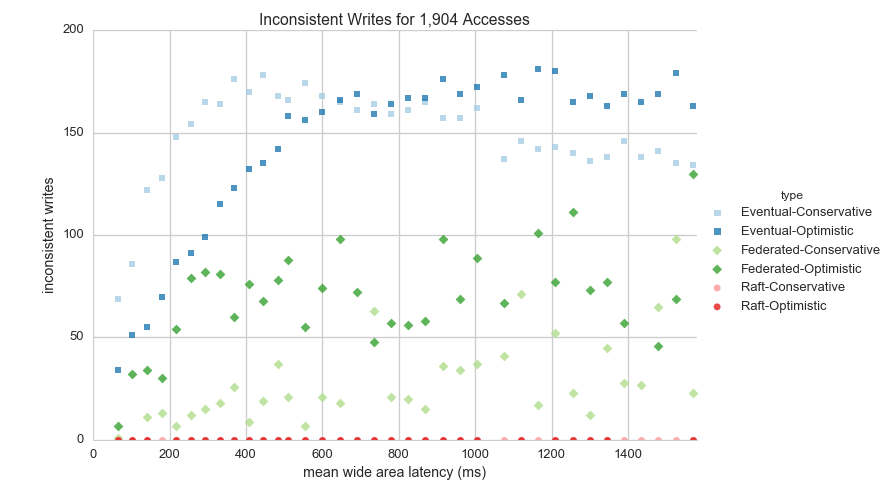 Inconsistent Writes for 1,904 Accesses
200
150
100
50
0
inconsistent writes
0 200 400 600 800 1000 1200 1400
mean wide area latency (ms)
type
Eventual-Conservative
Eventual-Optimistic
Federated-Conservative
Federated-Optimistic
Raft-Conservative
Raft-Optimistic